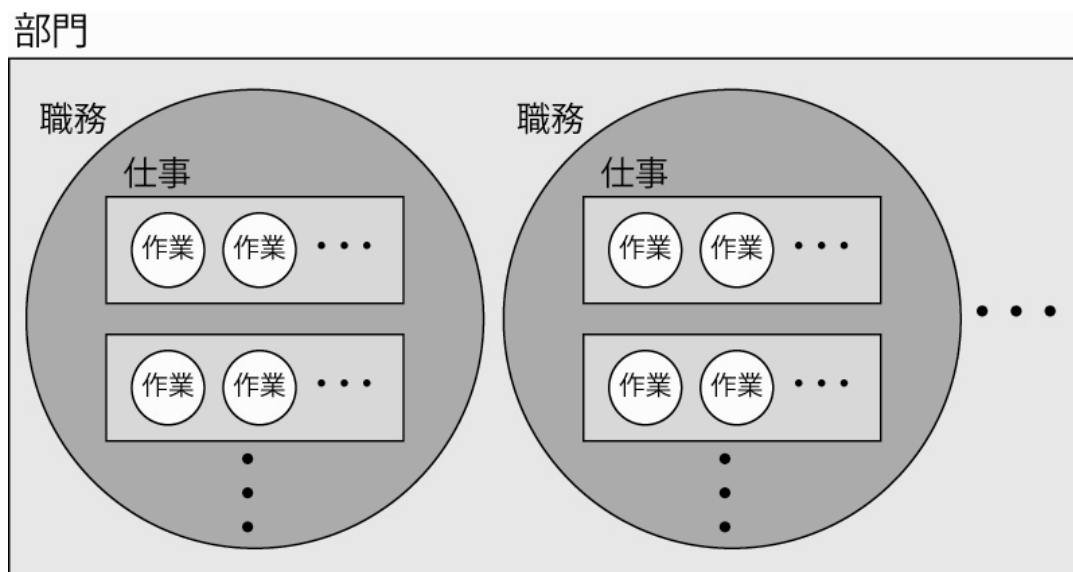 部門
職務 職務
仕事 仕事
作業 作業 ・・・ 作業 作業 ・・・
・・・
作業 作業 ・・・ 作業 作業 ・・・